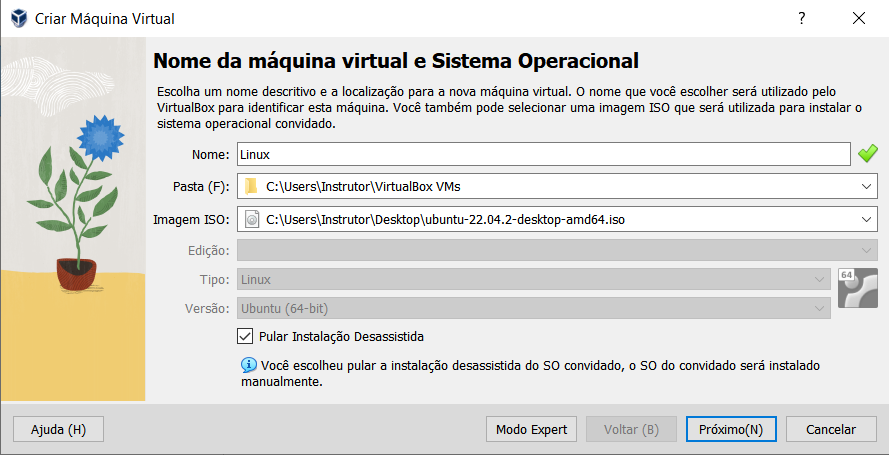 Criar Máquina Virtual
Nome da máquina virtual e Sistema Operacional
Escolha um nome descritivo e a localização para a nova máquina virtual. O nome que você escolher será utilizado pelo
VirtualBox para identificar esta máquina. Você também pode selecionar uma imagem ISO que será utilizada para instalar o
sistema operacional convidado.
Nome: Linux
Pasta (F): C:\Users\Instrutor\VirtualBox VMs
Imagem ISO: C:\Users\Instrutor\Desktop\ubuntu-22.04.2-desktop-amd64.iso
Edição:
Tipo: Linux
64
Versão: Ubuntu (64-bit)
Pular Instalação Desassistida
Você escolheu pular a instalação desassistida do SO convidado, o SO do convidado será instalado
manualmente.
Ajuda (H) Modo Expert Voltar (B) Próximo(N) Cancelar